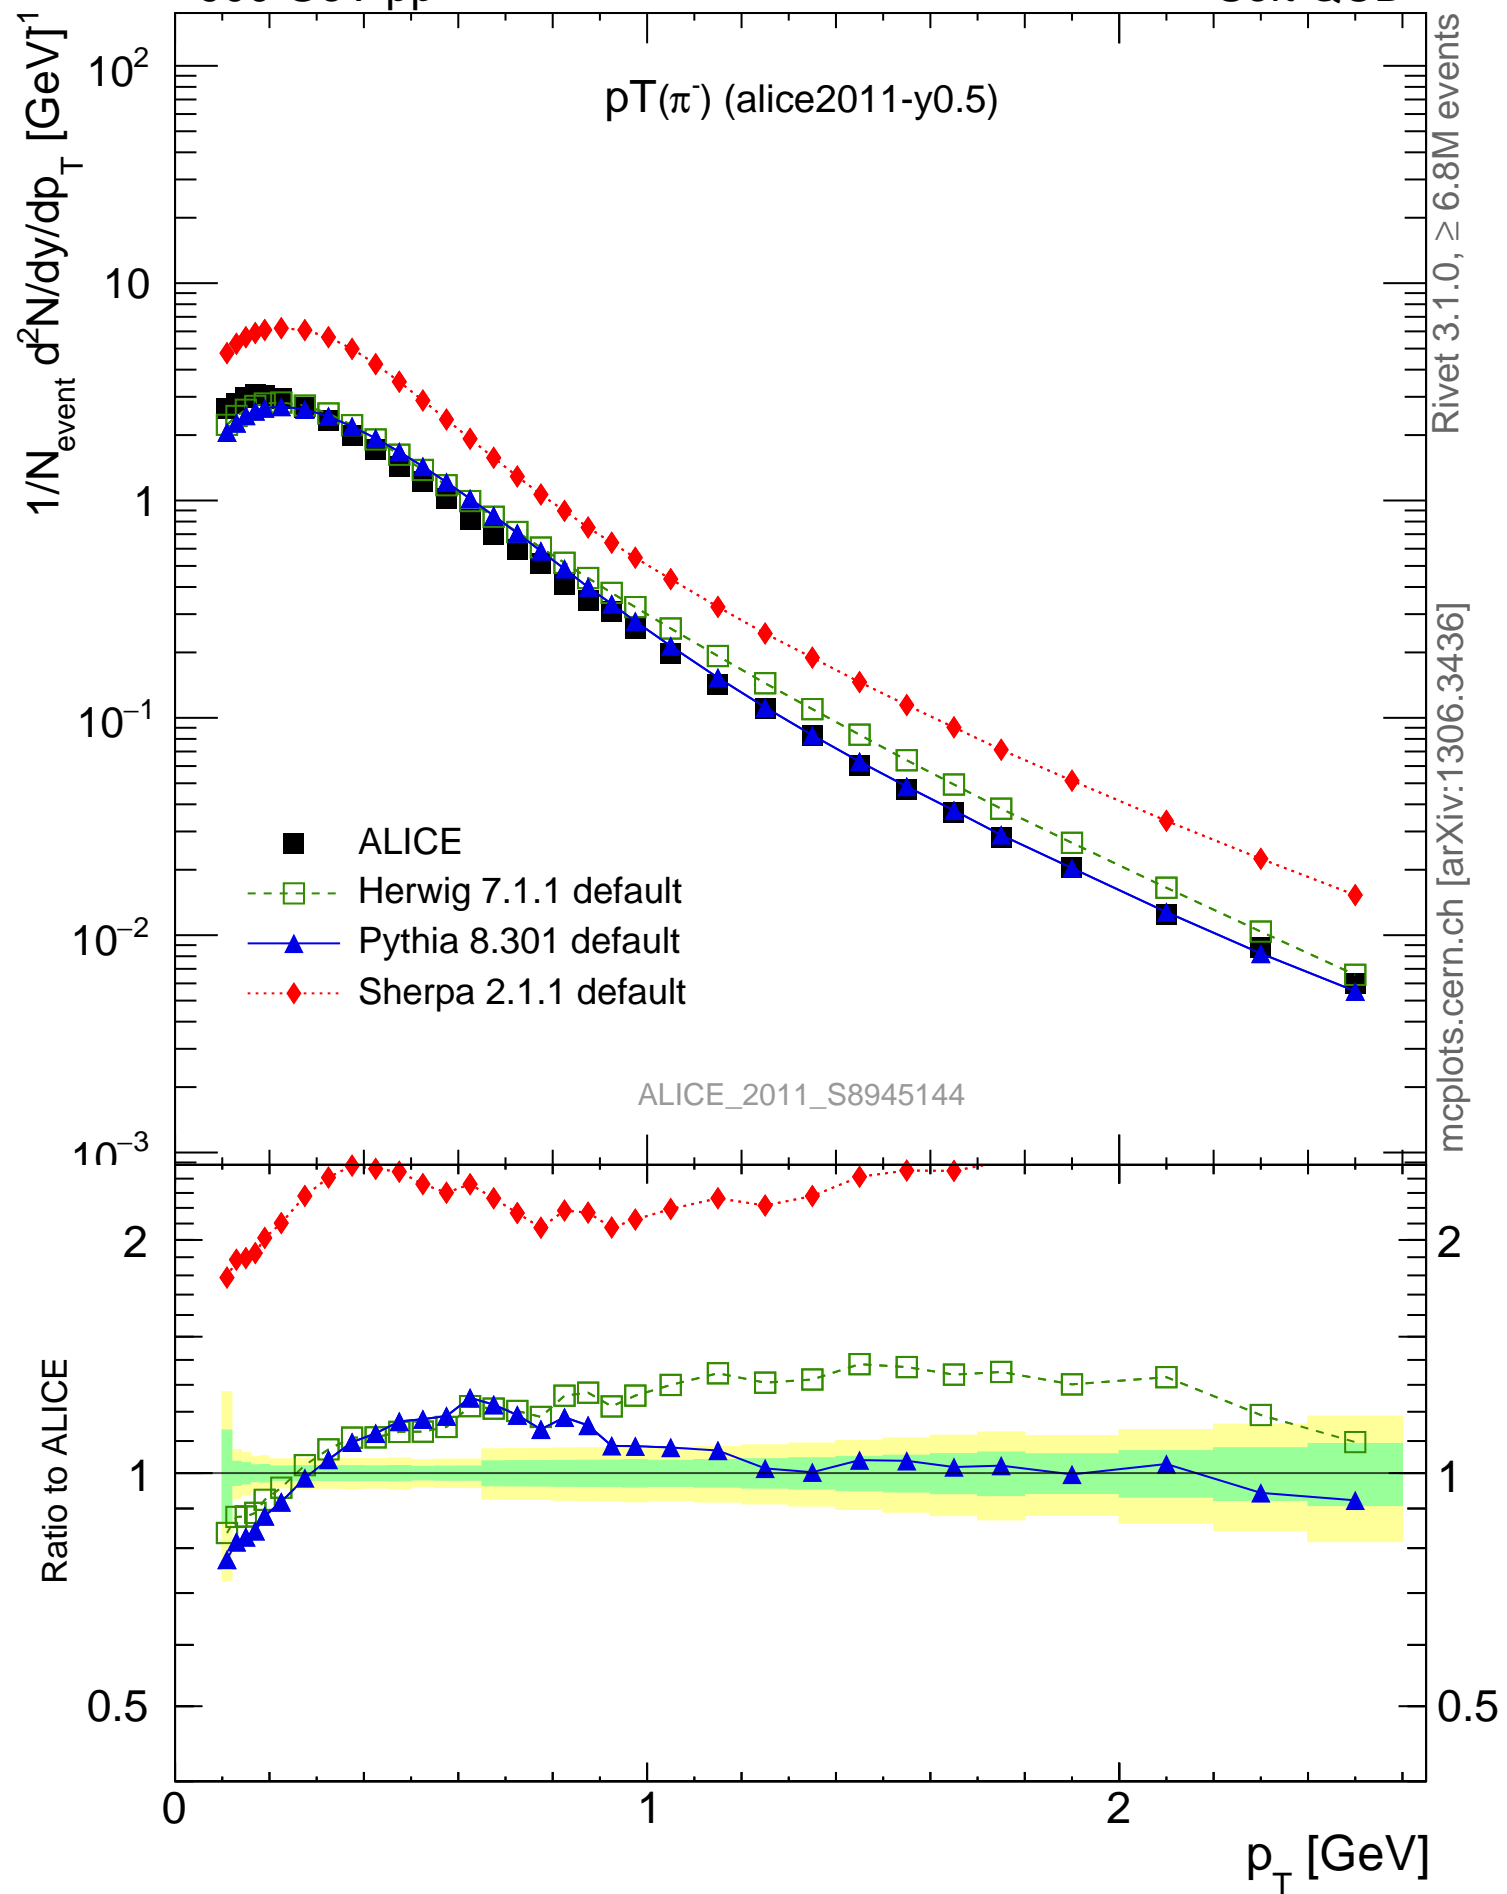 pT(π⁻) (alice2011-y0.5)
1/N_event d²N/dy/dp_T [GeV]⁻¹
10²
10
1
10⁻¹
10⁻²
10⁻³
ALICE
Herwig 7.1.1 default
Pythia 8.301 default
Sherpa 2.1.1 default
ALICE_2011_S8945144
Rivet 3.1.0, ≥ 6.8M events
mcplots.cern.ch [arXiv:1306.3436]
Ratio to ALICE
2
1
0.5
2
1
0.5
0
1
2
p_T [GeV]